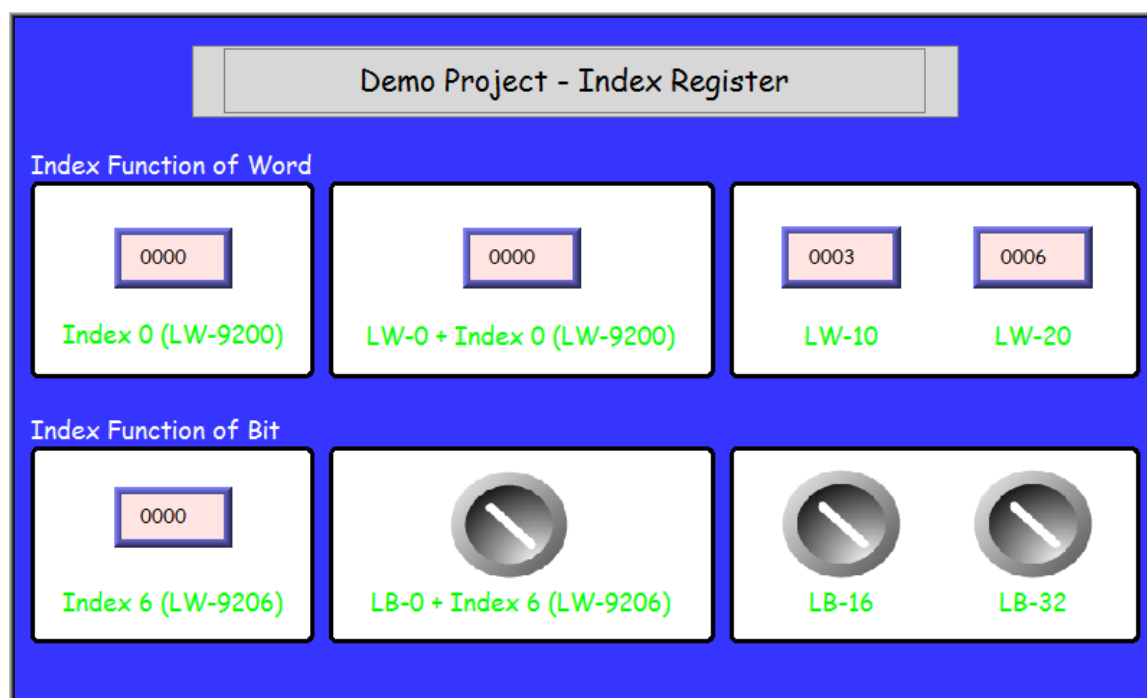 Demo Project - Index Register
Index Function of Word
0000
0000
0003
0006
Index 0 (LW-9200)
LW-0 + Index 0 (LW-9200)
LW-10
LW-20
Index Function of Bit
0000
Index 6 (LW-9206)
LB-0 + Index 6 (LW-9206)
LB-16
LB-32